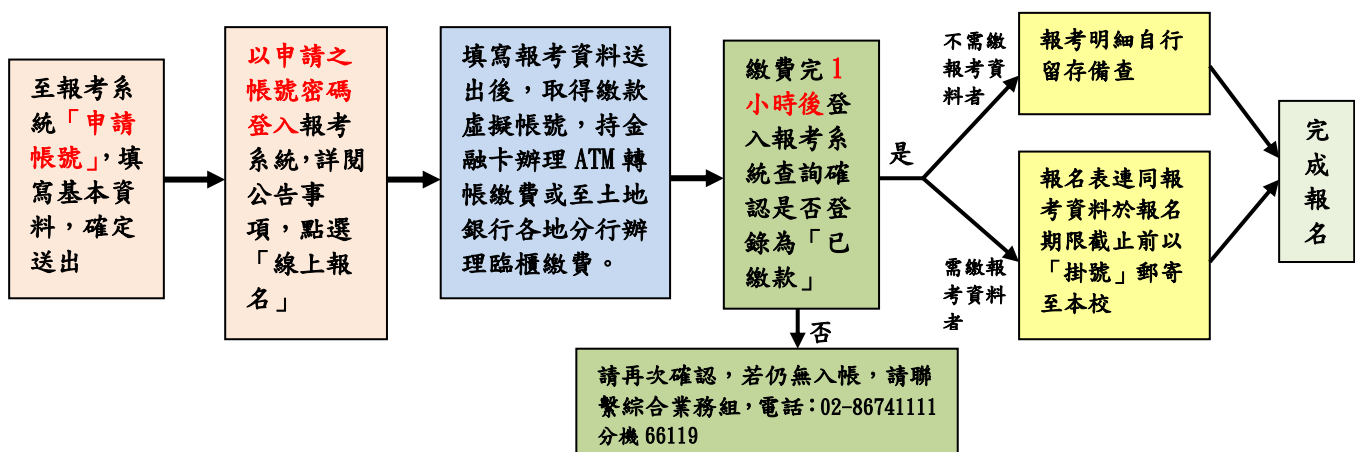 至報考系
統「申請
帳號」，填
寫基本資
料，確定
送出
以申請之
帳號密碼
登入報考
系統，詳閱
公告事
項，點選
「線上報
名」
填寫報考資料送
出後，取得繳款
虛擬帳號，持金
融卡辦理 ATM 轉
帳繳費或至土地
銀行各地分行辦
理臨櫃繳費。
繳費完 1
小時後登
入報考系
統查詢確
認是否登
錄為「已
繳款」
是
否
請再次確認，若仍無入帳，請聯
繫綜合業務組，電話：02-86741111
分機 66119
不需繳
報考資
料者
報考明細自行
留存備查
需繳報
考資料
者
報名表連同報
考資料於報名
期限截止前以
「掛號」郵寄
至本校
完
成
報
名